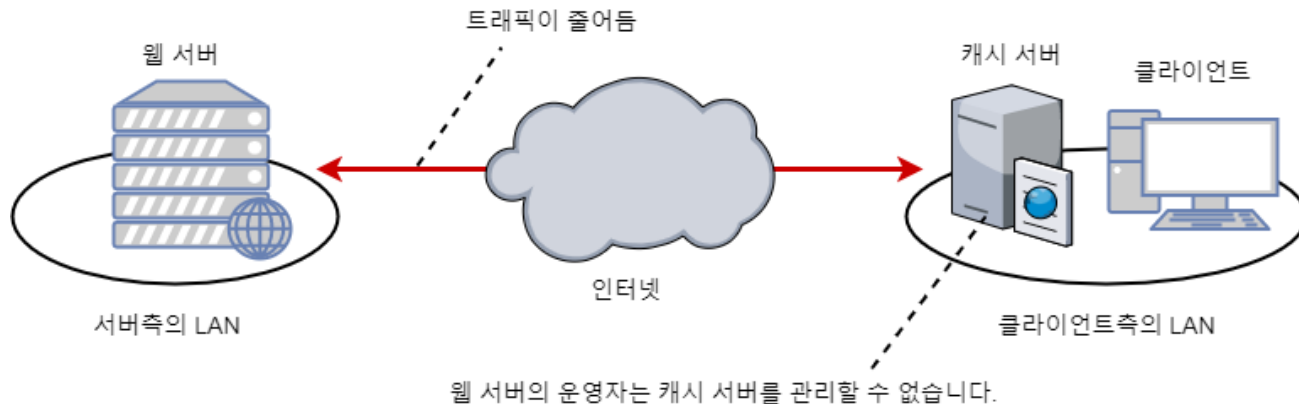 트래픽이 줄어듬
웹 서버
캐시 서버
클라이언트
인터넷
서버측의 LAN
클라이언트측의 LAN
웹 서버의 운영자는 캐시 서버를 관리할 수 없습니다.